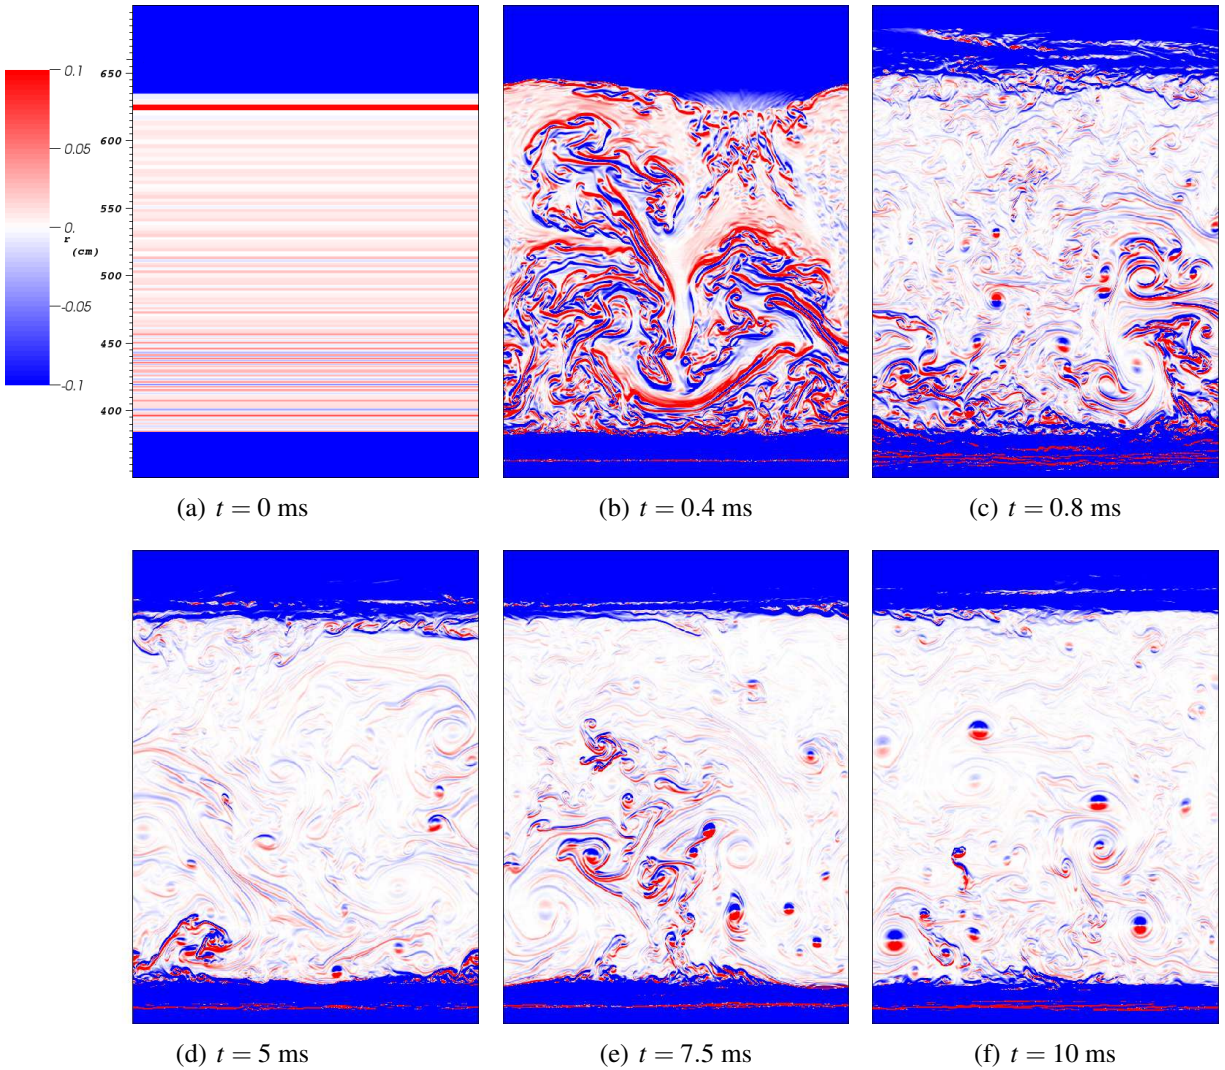 0.1
0.05
0.
-0.05
-0.1
r
(cm)
650
600
550
500
450
400
(a) t = 0 ms
(b) t = 0.4 ms
(c) t = 0.8 ms
(d) t = 5 ms
(e) t = 7.5 ms
(f) t = 10 ms